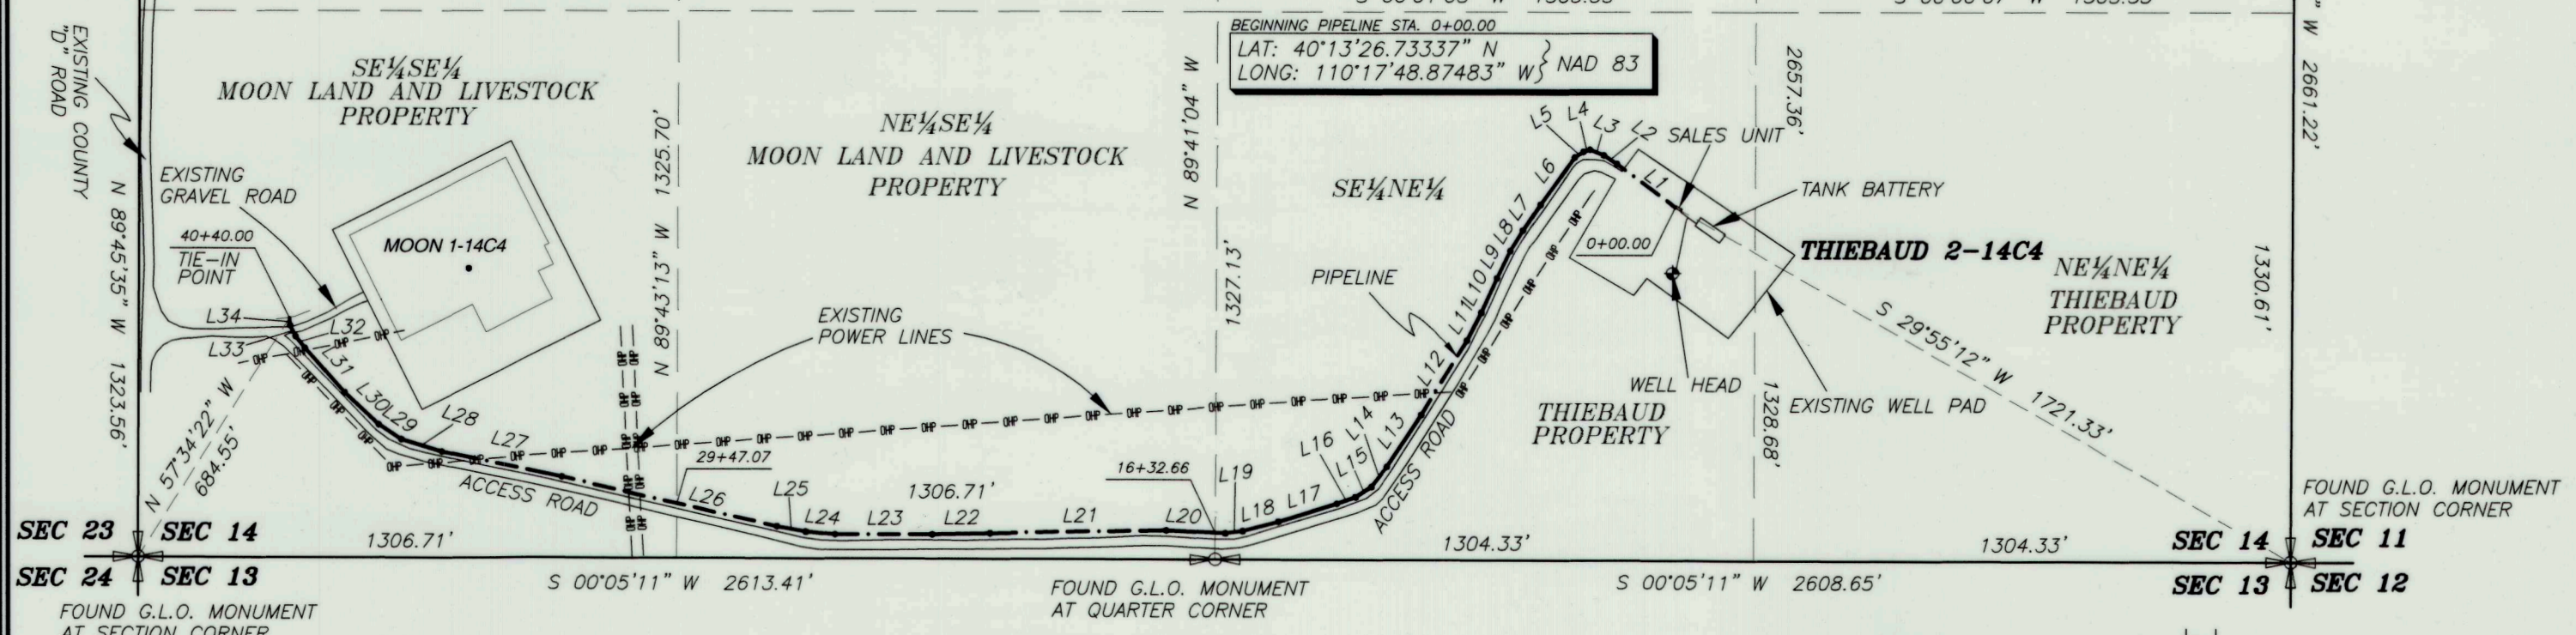 BEGINNING PIPELINE STA. 0+00.00
LAT: 40°13'26.73337" N
LONG: 110°17'48.87483" W
NAD 83
EXISTING COUNTY
"D" ROAD
SE¼SE¼
MOON LAND AND LIVESTOCK
PROPERTY
EXISTING
GRAVEL ROAD
40+40.00
TIE-IN
POINT
MOON 1-14C4
N 89°45'35" W 1323.56'
N 89°43'13" W 1325.70'
NE¼SE¼
MOON LAND AND LIVESTOCK
PROPERTY
N 89°41'04" W
1327.13'
SE¼NE¼
EXISTING
POWER LINES
PIPELINE
L5
L4
L3
L2
SALES UNIT
L1
L6
L7
L8
L9
L10
L11
L12
L13
L14
L15
L16
L17
L18
L19
L20
L21
L22
L23
L24
L25
L26
L27
L28
L29
L30
L31
L32
L33
L34
2657.36'
TANK BATTERY
0+00.00
THIEBAUD 2-14C4
NE¼NE¼
THIEBAUD
PROPERTY
WELL HEAD
EXISTING WELL PAD
THIEBAUD
PROPERTY
1328.68'
S 29°55'12" W 1721.33'
1330.61'
" W 2661.22'
N 57°34'22" W
684.55'
ACCESS ROAD
29+47.07
16+32.66
1306.71'
ACCESS ROAD
OHP
FOUND G.L.O. MONUMENT
AT SECTION CORNER
SEC 23
SEC 14
1306.71'
1304.33'
1304.33'
SEC 14
SEC 11
SEC 24
SEC 13
S 00°05'11" W 2613.41'
FOUND G.L.O. MONUMENT
AT QUARTER CORNER
S 00°05'11" W 2608.65'
SEC 13
SEC 12
FOUND G.L.O. MONUMENT
AT SECTION CORNER